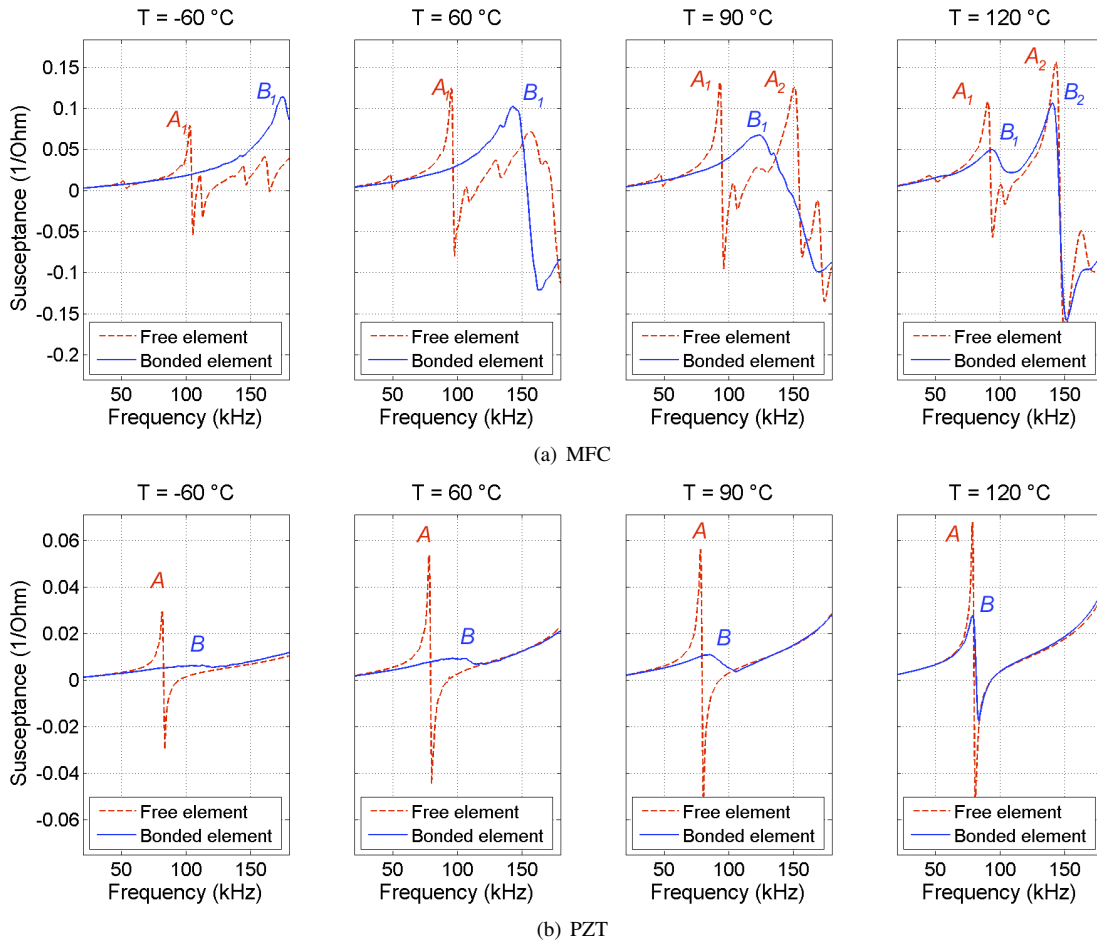 T = -60 °C
T = 60 °C
T = 90 °C
T = 120 °C
Susceptance (1/Ohm)
0.15
0.1
0.05
0
-0.05
-0.1
-0.15
-0.2
A1
B1
Free element
Bonded element
50 100 150
Frequency (kHz)
A1
B1
Free element
Bonded element
50 100 150
Frequency (kHz)
A1
A2
B1
Free element
Bonded element
50 100 150
Frequency (kHz)
A1
A2
B1
B2
Free element
Bonded element
50 100 150
Frequency (kHz)
(a) MFC
T = -60 °C
T = 60 °C
T = 90 °C
T = 120 °C
Susceptance (1/Ohm)
0.06
0.04
0.02
0
-0.02
-0.04
-0.06
A
B
Free element
Bonded element
50 100 150
Frequency (kHz)
A
B
Free element
Bonded element
50 100 150
Frequency (kHz)
A
B
Free element
Bonded element
50 100 150
Frequency (kHz)
A
B
Free element
Bonded element
50 100 150
Frequency (kHz)
(b) PZT